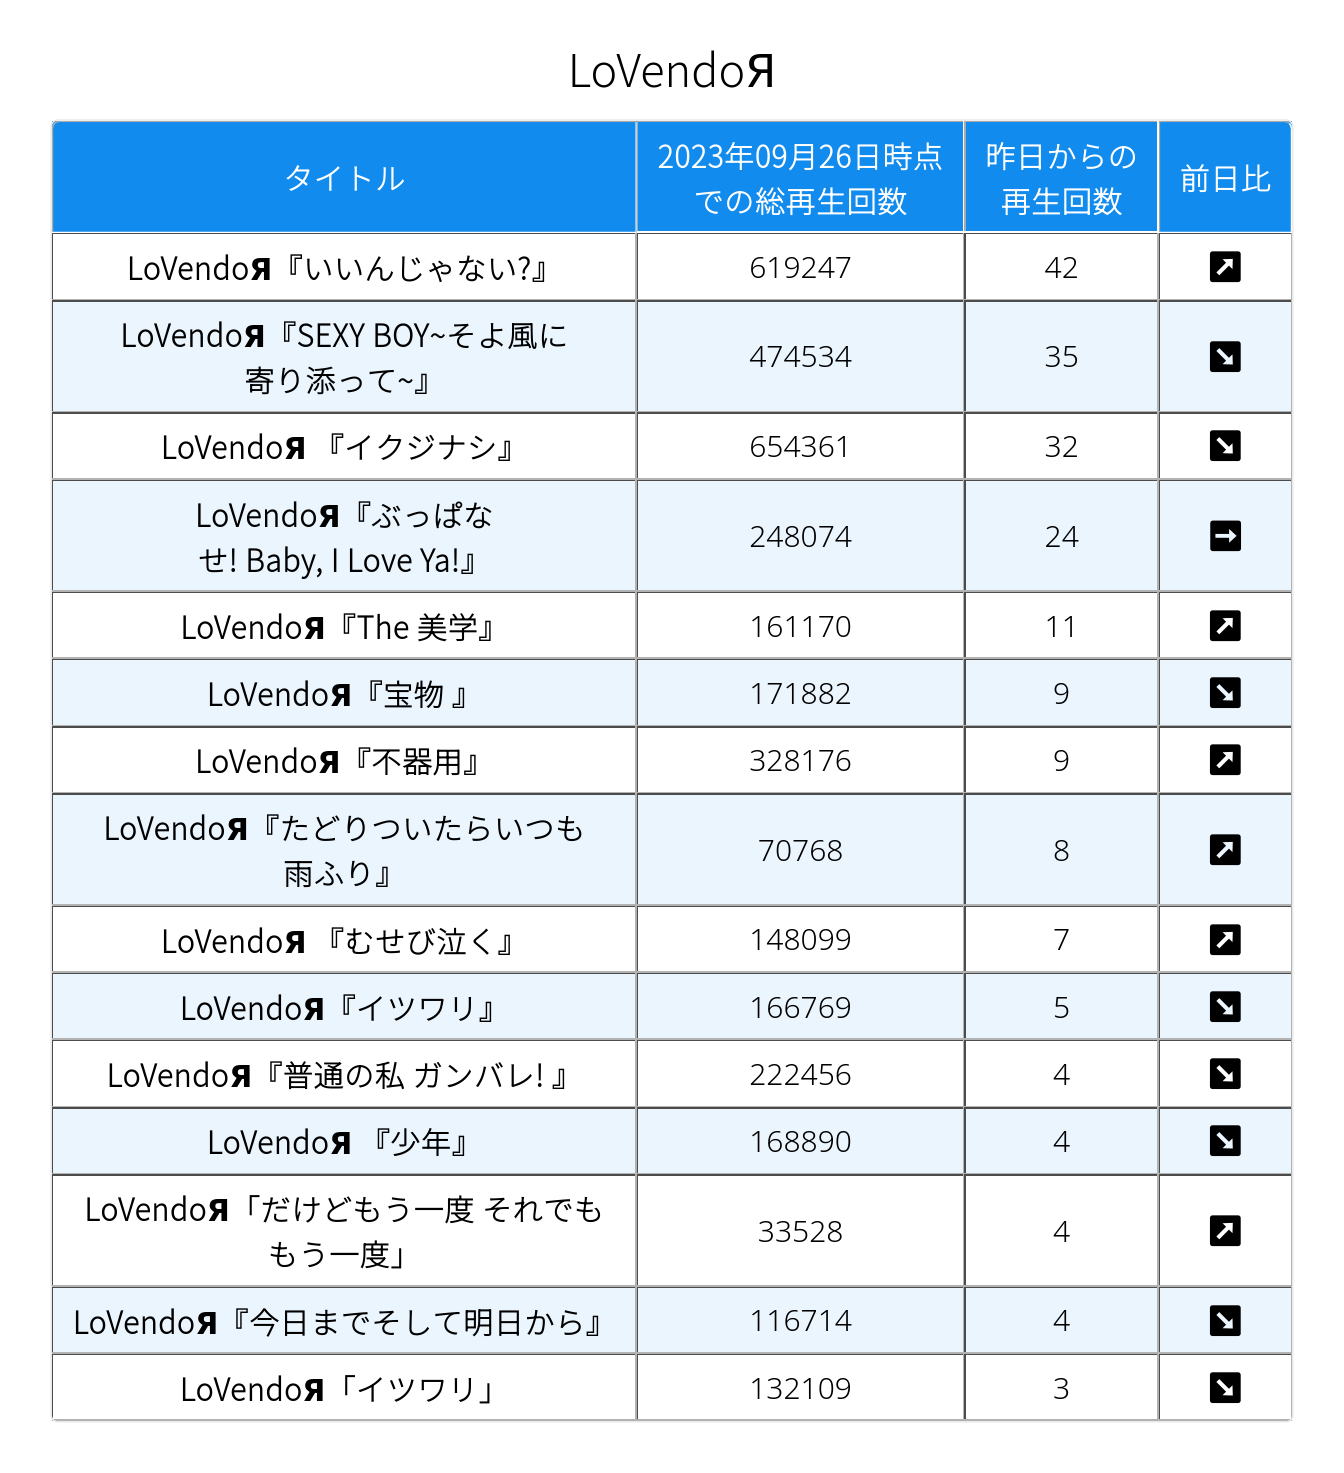 LoVendoЯ
タイトル
2023年09月26日時点
での総再生回数
昨日からの
再生回数
前日比
LoVendoЯ『いいんじゃない?』
619247
42
LoVendoЯ『SEXY BOY~そよ風に
寄り添って~』
474534
35
LoVendoЯ 『イクジナシ』
654361
32
LoVendoЯ『ぶっぱな
せ! Baby, I Love Ya!』
248074
24
LoVendoЯ『The 美学』
161170
11
LoVendoЯ『宝物 』
171882
9
LoVendoЯ『不器用』
328176
9
LoVendoЯ『たどりついたらいつも
雨ふり』
70768
8
LoVendoЯ 『むせび泣く』
148099
7
LoVendoЯ『イツワリ』
166769
5
LoVendoЯ『普通の私 ガンバレ! 』
222456
4
LoVendoЯ 『少年』
168890
4
LoVendoЯ「だけどもう一度 それでも
もう一度」
33528
4
LoVendoЯ『今日までそして明日から』
116714
4
LoVendoЯ「イツワリ」
132109
3